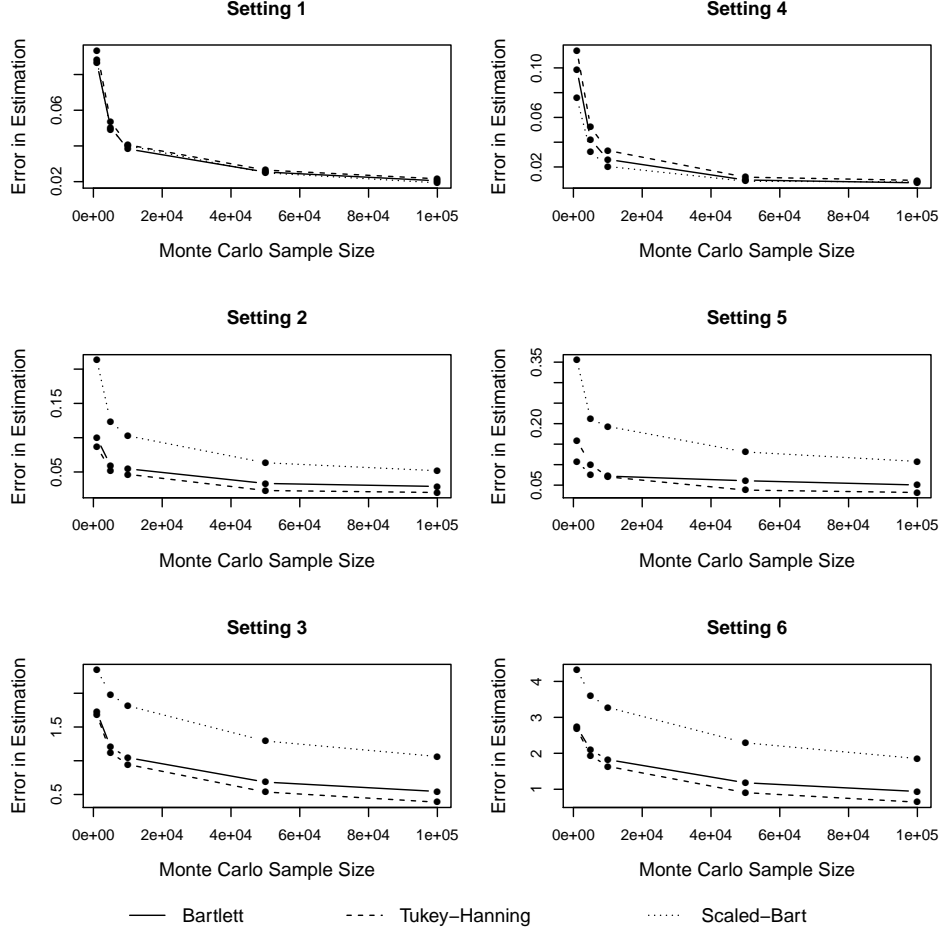 Setting 1
Error in Estimation
0.02
0.06
0e+00 2e+04 4e+04 6e+04 8e+04 1e+05
Monte Carlo Sample Size
Setting 4
Error in Estimation
0.02
0.06
0.10
0e+00 2e+04 4e+04 6e+04 8e+04 1e+05
Monte Carlo Sample Size
Setting 2
Error in Estimation
0.05
0.15
0e+00 2e+04 4e+04 6e+04 8e+04 1e+05
Monte Carlo Sample Size
Setting 5
Error in Estimation
0.05
0.20
0.35
0e+00 2e+04 4e+04 6e+04 8e+04 1e+05
Monte Carlo Sample Size
Setting 3
Error in Estimation
0.5
1.5
0e+00 2e+04 4e+04 6e+04 8e+04 1e+05
Monte Carlo Sample Size
Setting 6
Error in Estimation
1
2
3
4
0e+00 2e+04 4e+04 6e+04 8e+04 1e+05
Monte Carlo Sample Size
Bartlett Tukey−Hanning Scaled−Bart